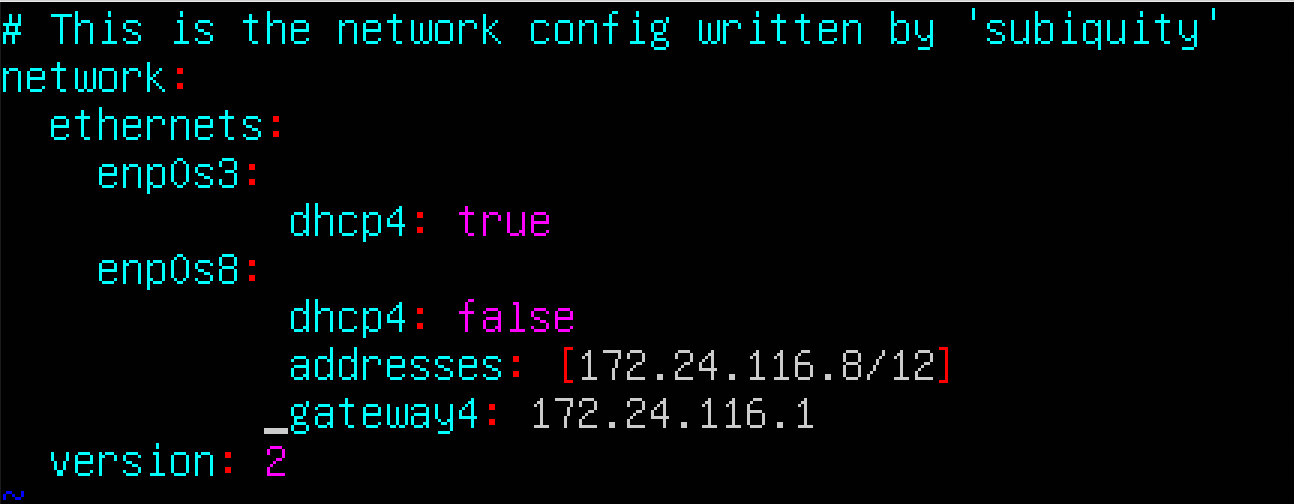 # This is the network config written by 'subiquity'
network:
  ethernets:
    enp0s3:
            dhcp4: true
    enp0s8:
            dhcp4: false
            addresses: [172.24.116.8/12]
            gateway4: 172.24.116.1
  version: 2
~